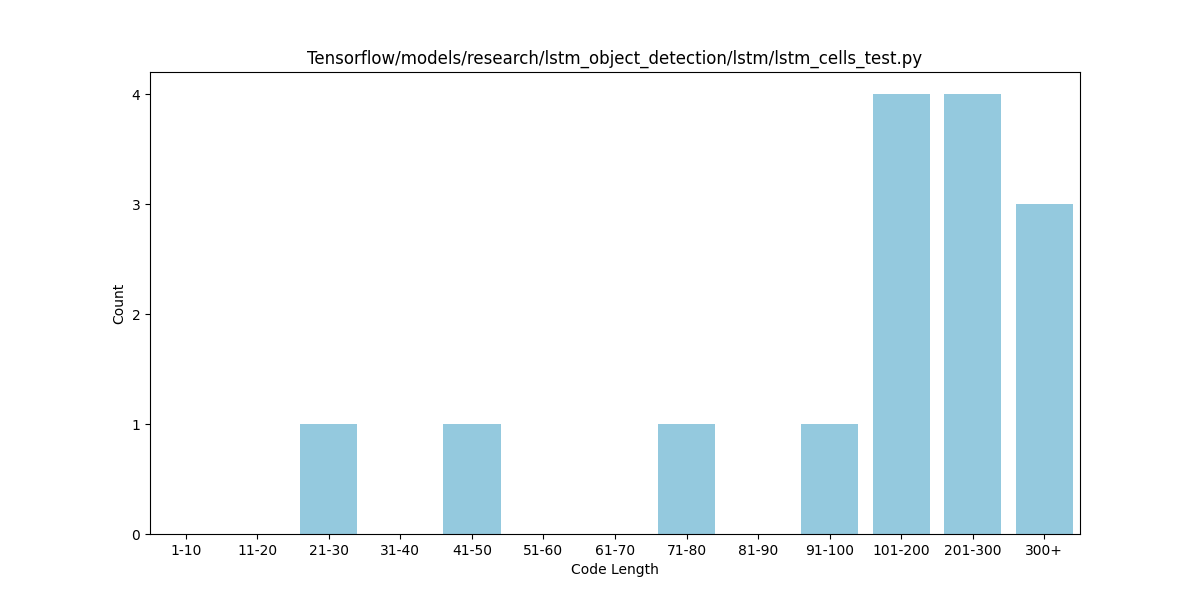 Tensorflow/models/research/lstm_object_detection/lstm/lstm_cells_test.py
4
3
2
1
0
Count
1-10 11-20 21-30 31-40 41-50 51-60 61-70 71-80 81-90 91-100 101-200 201-300 300+
Code Length